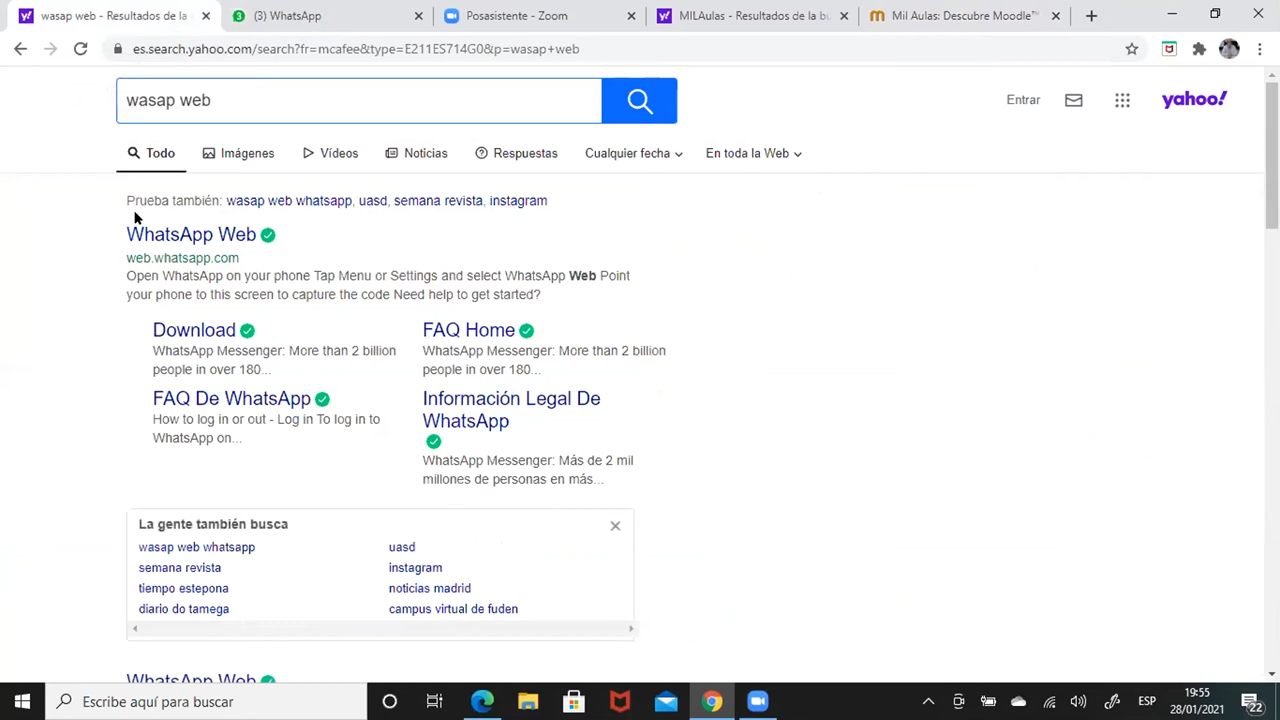 wasap web - Resultados de la
(3) WhatsApp
Posasistente - Zoom
MILAulas - Resultados de la bu
Mil Aulas: Descubre Moodle™
es.search.yahoo.com/search?fr=mcafee&type=E211ES714G0&p=wasap+web
wasap web
Entrar
yahoo!
Todo
Imágenes
Vídeos
Noticias
Respuestas
Cualquier fecha
En toda la Web
Prueba también: wasap web whatsapp, uasd, semana revista, instagram
WhatsApp Web
web.whatsapp.com
Open WhatsApp on your phone Tap Menu or Settings and select WhatsApp Web Point
your phone to this screen to capture the code Need help to get started?
Download
WhatsApp Messenger: More than 2 billion
people in over 180...
FAQ Home
WhatsApp Messenger: More than 2 billion
people in over 180...
FAQ De WhatsApp
How to log in or out - Log in To log in to
WhatsApp on...
Información Legal De
WhatsApp
WhatsApp Messenger: Más de 2 mil
millones de personas en más...
La gente también busca
wasap web whatsapp
uasd
semana revista
instagram
tiempo estepona
noticias madrid
diario do tamega
campus virtual de fuden
WhatsApp Web
Escribe aquí para buscar
ESP
19:55
28/01/2021
22